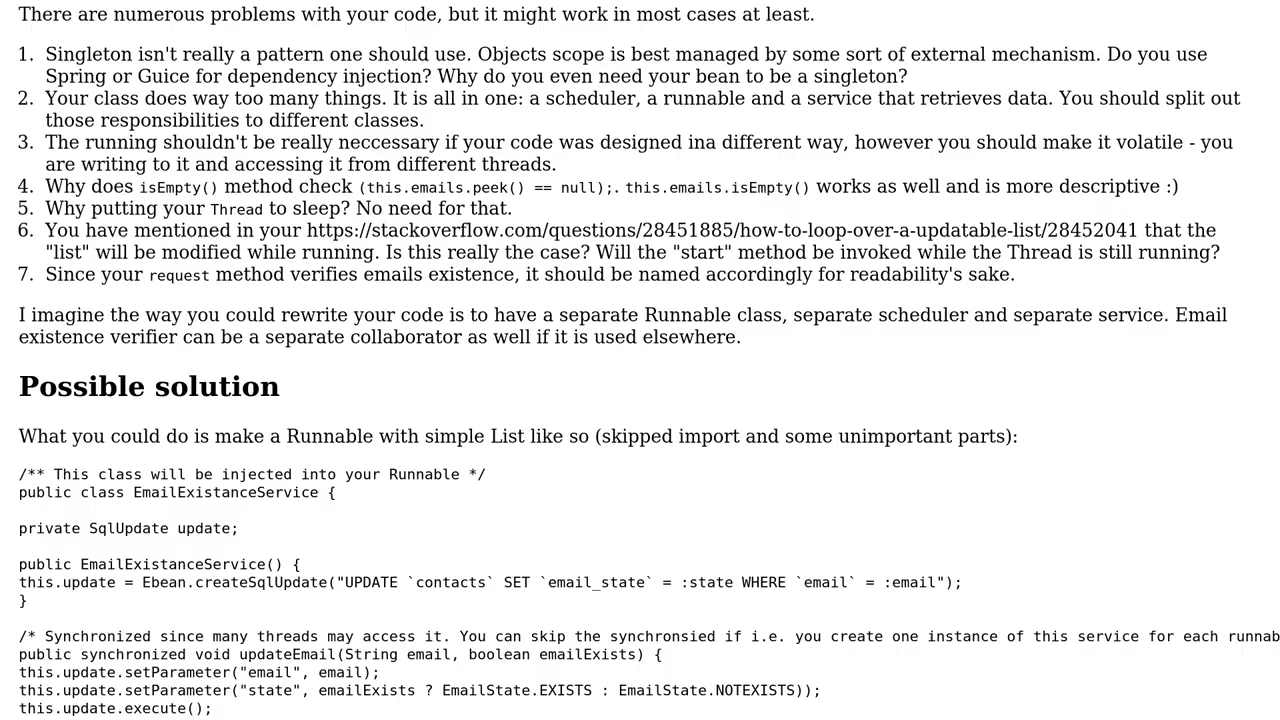 There are numerous problems with your code, but it might work in most cases at least.
1. Singleton isn't really a pattern one should use. Objects scope is best managed by some sort of external mechanism. Do you use
Spring or Guice for dependency injection? Why do you even need your bean to be a singleton?
2. Your class does way too many things. It is all in one: a scheduler, a runnable and a service that retrieves data. You should split out
those responsibilities to different classes.
3. The running shouldn't be really neccessary if your code was designed ina different way, however you should make it volatile - you
are writing to it and accessing it from different threads.
4. Why does isEmpty() method check (this.emails.peek() == null);. this.emails.isEmpty() works as well and is more descriptive :)
5. Why putting your Thread to sleep? No need for that.
6. You have mentioned in your https://stackoverflow.com/questions/28451885/how-to-loop-over-a-updatable-list/28452041 that the
"list" will be modified while running. Is this really the case? Will the "start" method be invoked while the Thread is still running?
7. Since your request method verifies emails existence, it should be named accordingly for readability's sake.
I imagine the way you could rewrite your code is to have a separate Runnable class, separate scheduler and separate service. Email
existence verifier can be a separate collaborator as well if it is used elsewhere.
Possible solution
What you could do is make a Runnable with simple List like so (skipped import and some unimportant parts):
/** This class will be injected into your Runnable */
public class EmailExistanceService {
private SqlUpdate update;
public EmailExistanceService() {
this.update = Ebean.createSqlUpdate("UPDATE `contacts` SET `email_state` = :state WHERE `email` = :email");
}
/* Synchronized since many threads may access it. You can skip the synchronsied if i.e. you create one instance of this service for each runnab
public synchronized void updateEmail(String email, boolean emailExists) {
this.update.setParameter("email", email);
this.update.setParameter("state", emailExists ? EmailState.EXISTS : EmailState.NOTEXISTS));
this.update.execute();